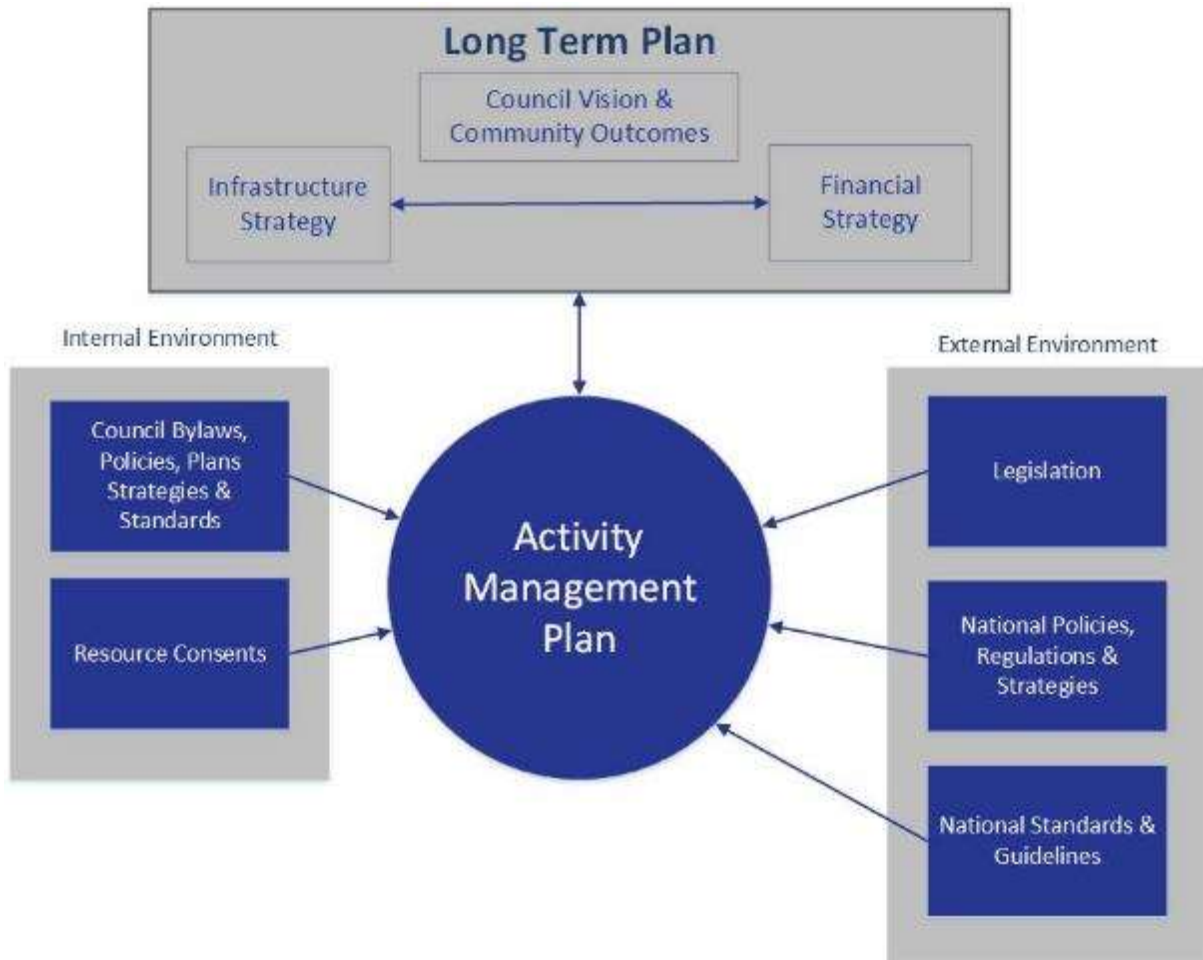 Long Term Plan
Council Vision &
Community Outcomes
Infrastructure
Strategy
Financial
Strategy
Internal Environment
External Environment
Council Bylaws,
Policies, Plans
Strategies &
Standards
Resource Consents
Activity
Management
Plan
Legislation
National Policies,
Regulations &
Strategies
National Standards &
Guidelines